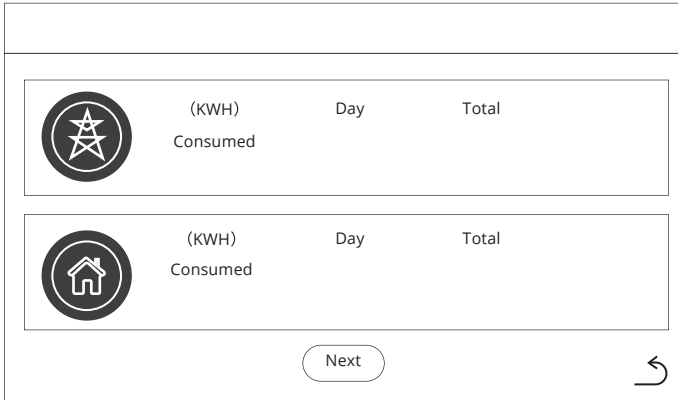 （KWH） Day Total
Consumed
（KWH） Day Total
Consumed
Next